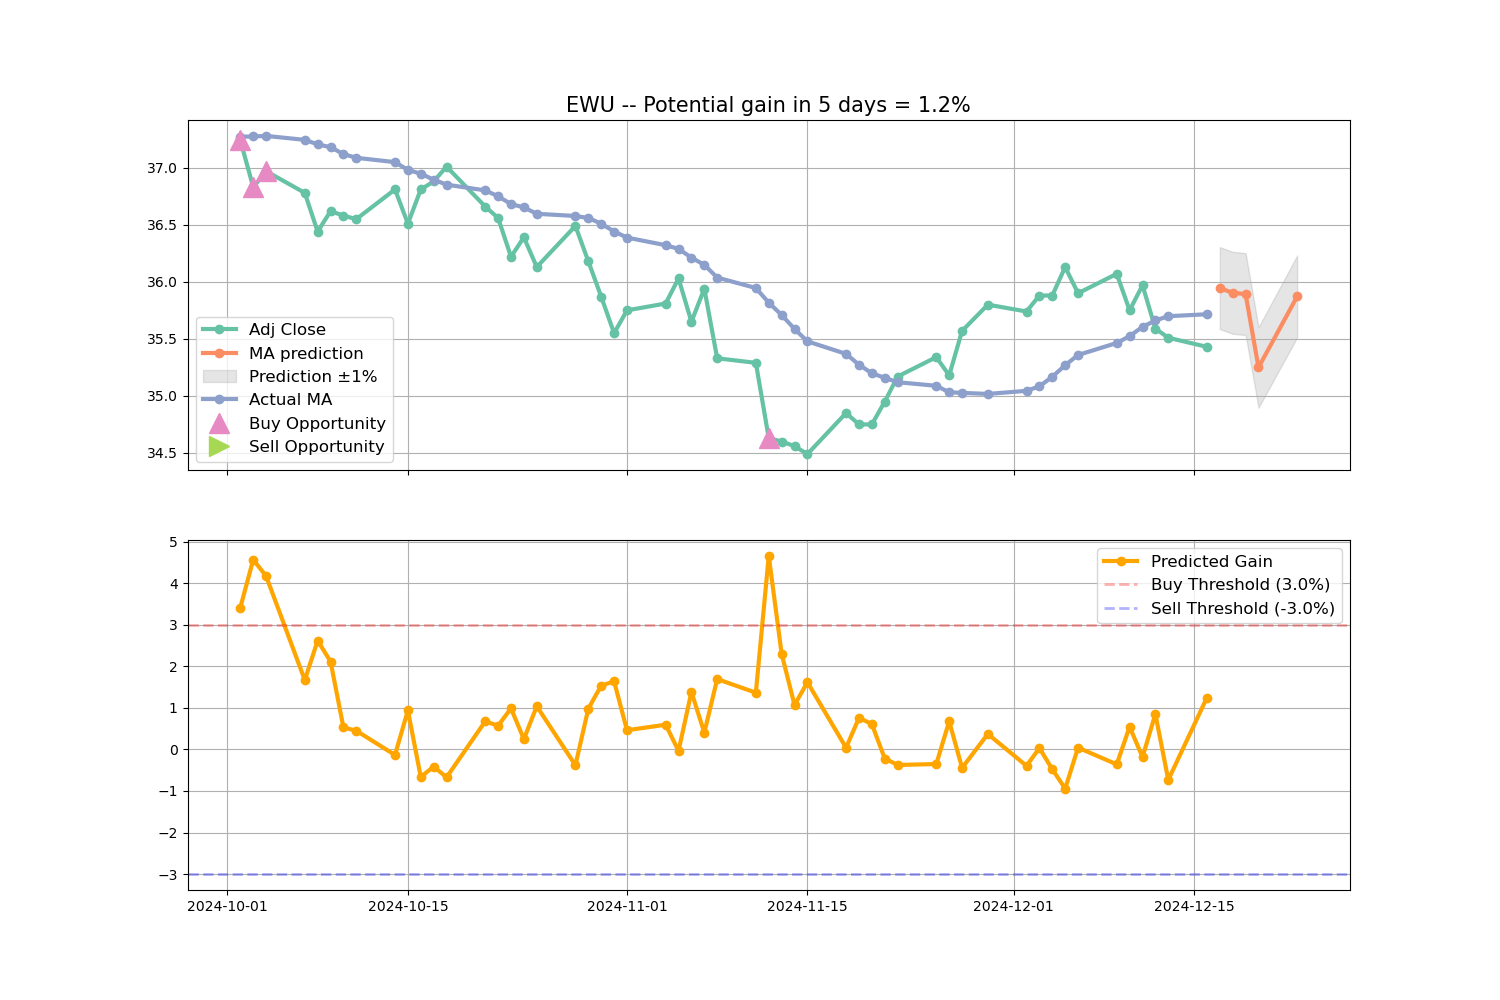 EWU -- Potential gain in 5 days = 1.2%
37.0
36.5
36.0
35.5
35.0
34.5
Adj Close
MA prediction
Prediction ±1%
Actual MA
Buy Opportunity
Sell Opportunity
5
4
3
2
1
0
−1
−2
−3
Predicted Gain
Buy Threshold (3.0%)
Sell Threshold (-3.0%)
2024-10-01 2024-10-15 2024-11-01 2024-11-15 2024-12-01 2024-12-15